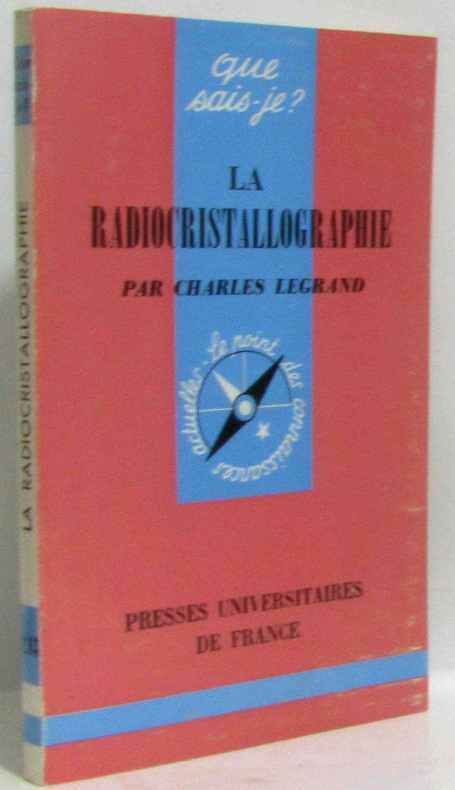 que
sais-je?
LA
RADIOCRISTALLOGRAPHIE
PAR CHARLES LEGRAND
le point des connaissances actuelles
PRESSES UNIVERSITAIRES
DE FRANCE
LA RADIOCRISTALLOGRAPHIE